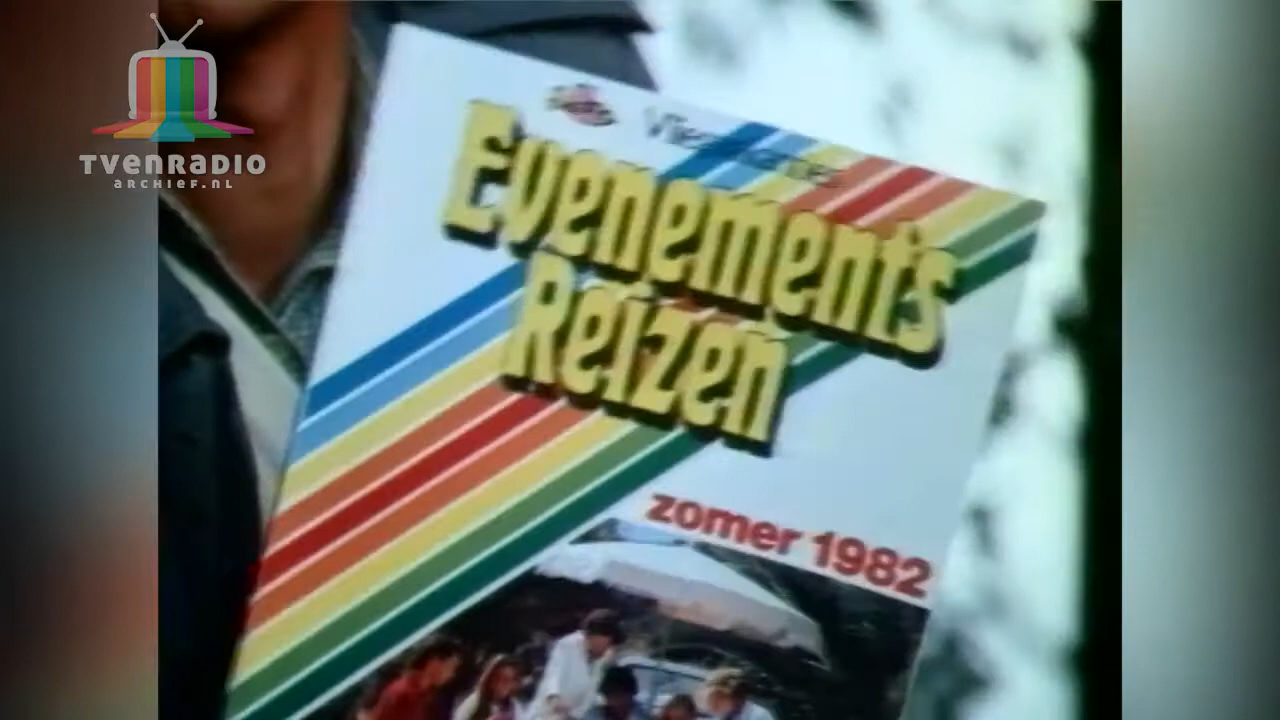 TVENRADIO
ARCHIEF.NL
Evenements
Reizen
zomer 1982